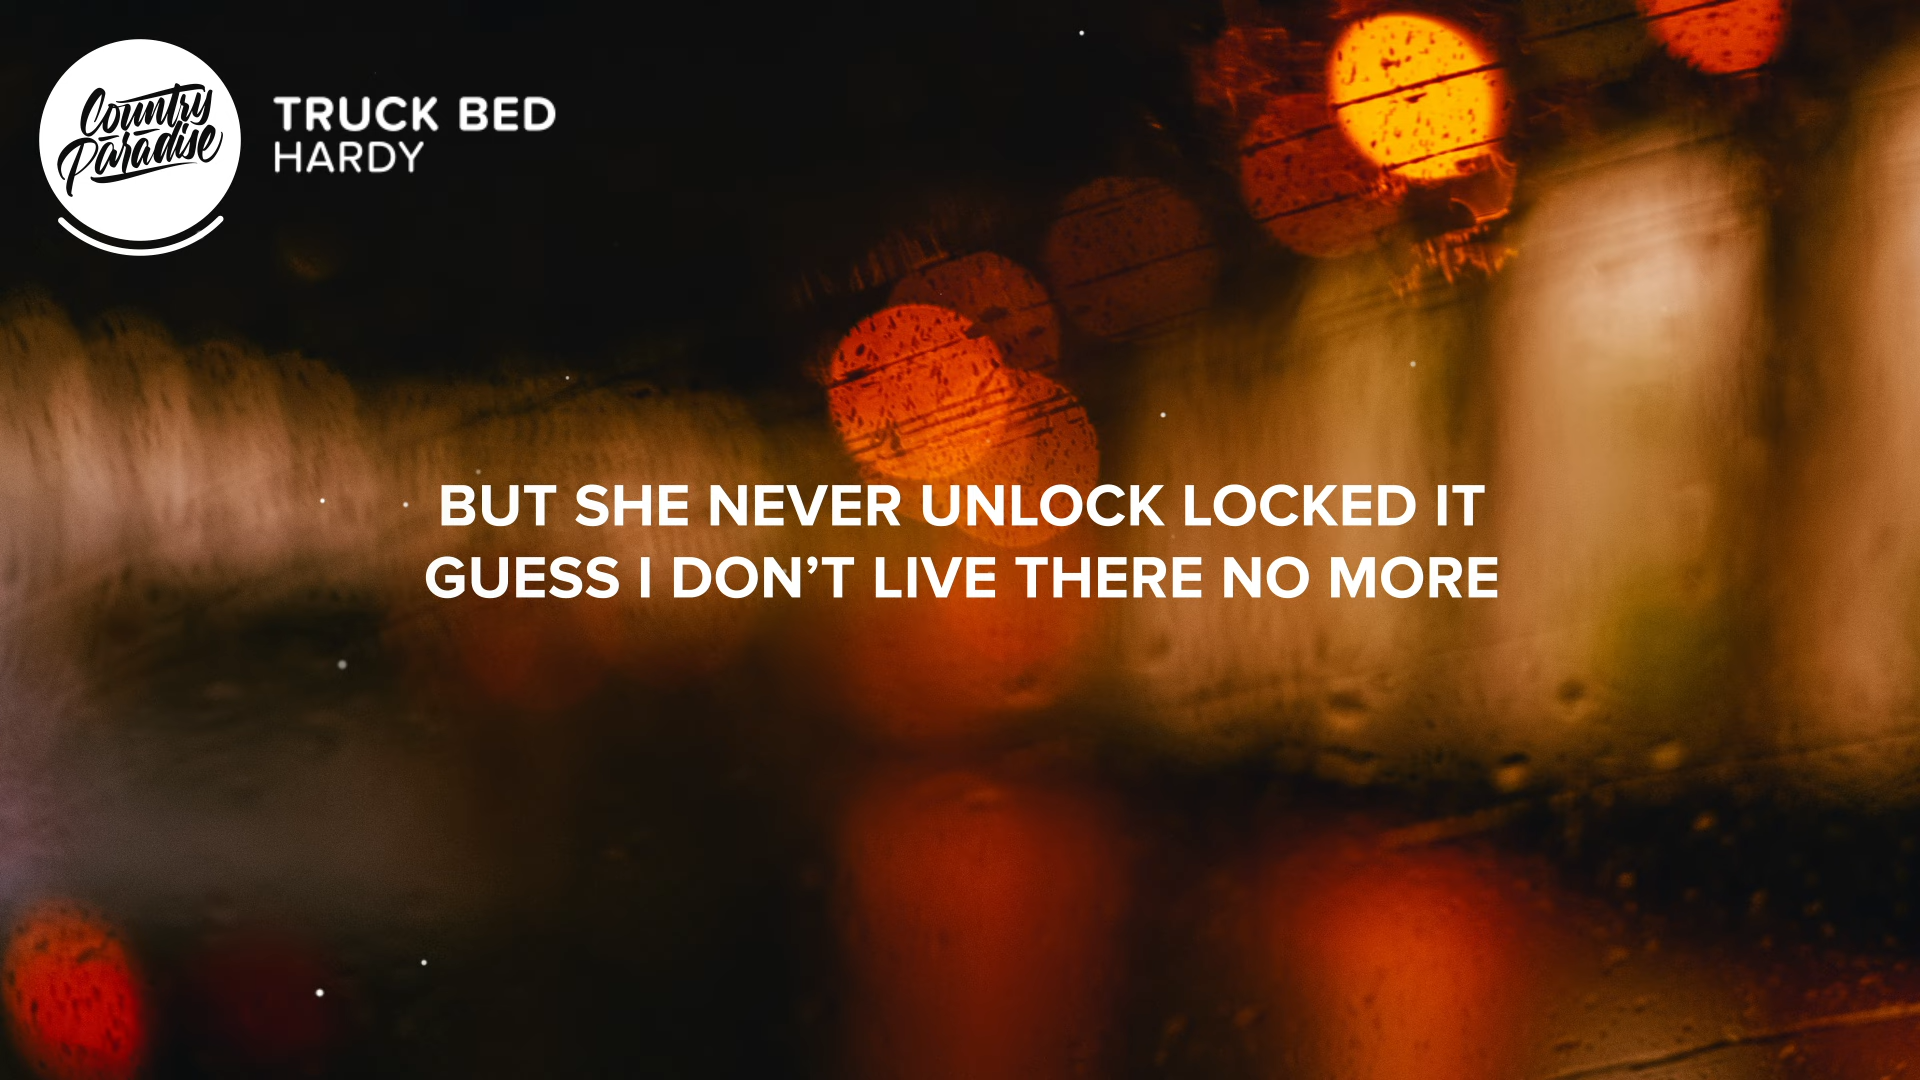 Country
Paradise
TRUCK BED
HARDY
BUT SHE NEVER UNLOCK LOCKED IT
GUESS I DON’T LIVE THERE NO MORE